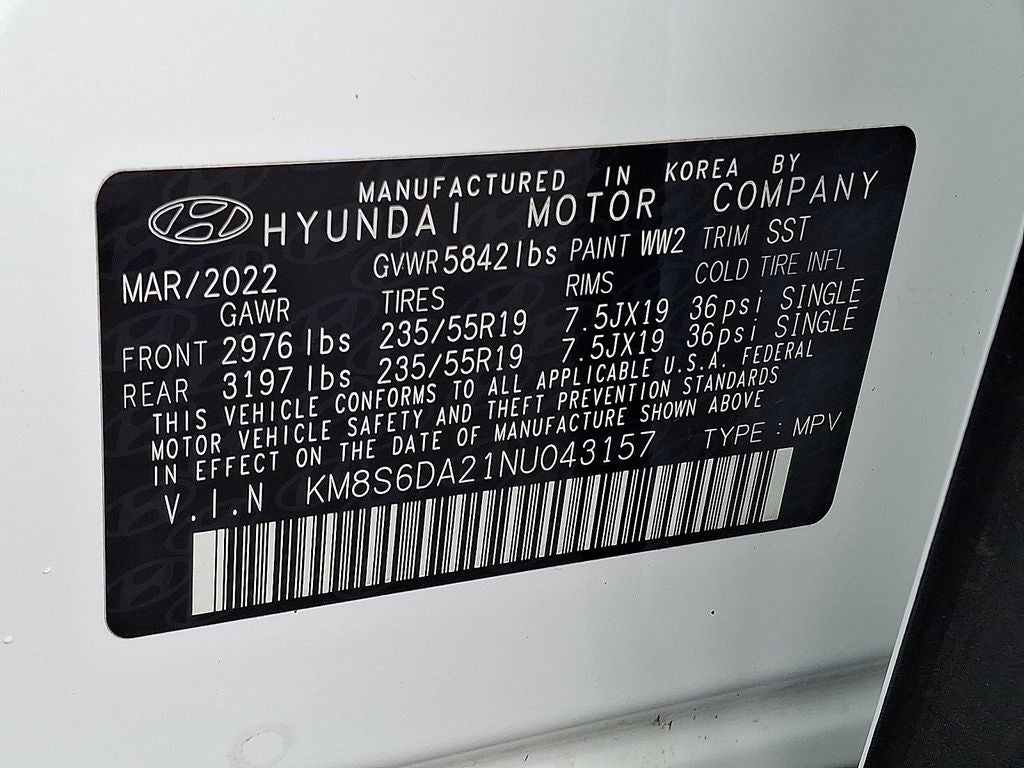 MANUFACTURED IN KOREA BY
HYUNDAI MOTOR COMPANY
MAR/2022 GVWR 5842 lbs PAINT WW2 TRIM SST
GAWR TIRES RIMS COLD TIRE INFL
FRONT 2976 lbs 235/55R19 7.5JX19 36psi SINGLE
REAR 3197 lbs 235/55R19 7.5JX19 36psi SINGLE
THIS VEHICLE CONFORMS TO ALL APPLICABLE U.S.A. FEDERAL
MOTOR VEHICLE SAFETY AND THEFT PREVENTION STANDARDS
IN EFFECT ON THE DATE OF MANUFACTURE SHOWN ABOVE
V.I.N KM8S6DA21NU043157 TYPE : MPV